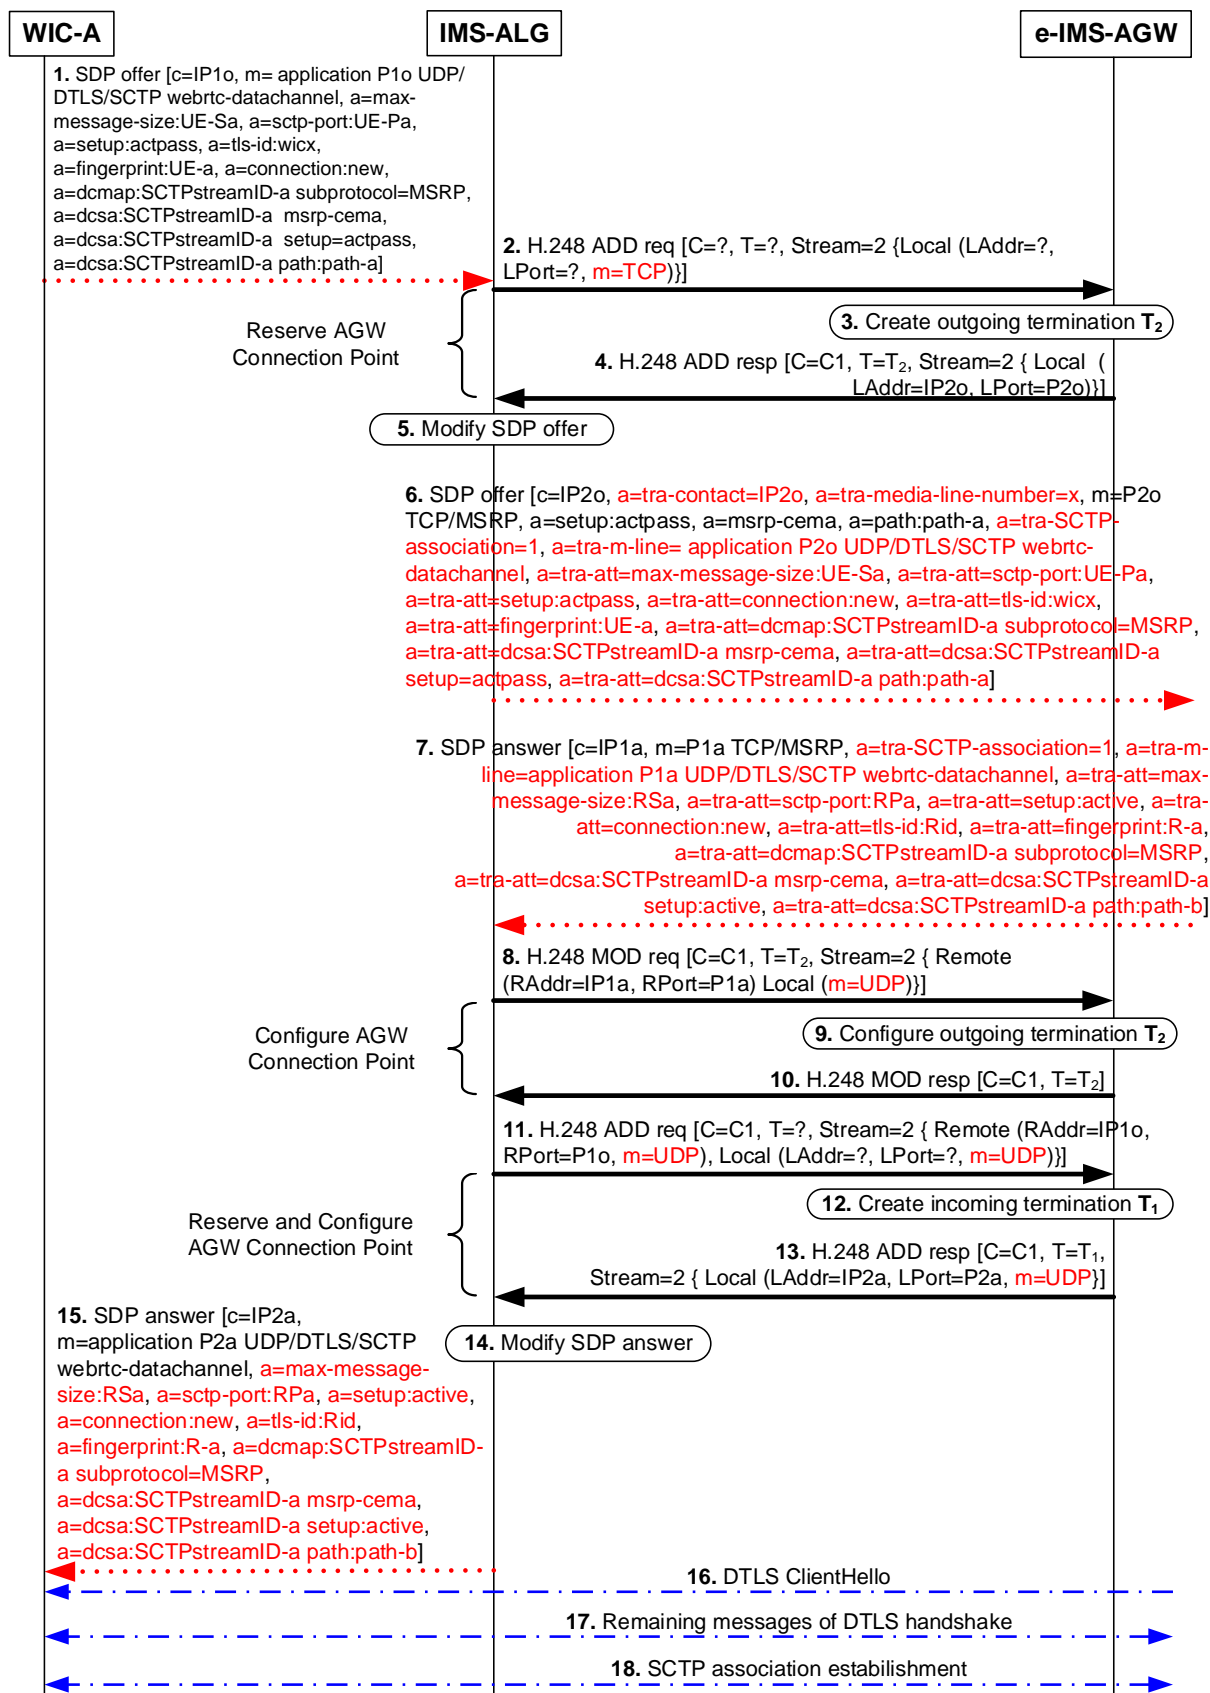 WIC-A
IMS-ALG
e-IMS-AGW
1. SDP offer [c=IP1o, m= application P1o UDP/
DTLS/SCTP webrtc-datachannel, a=max-
message-size:UE-Sa, a=sctp-port:UE-Pa,
a=setup:actpass, a=tls-id:wicx,
a=fingerprint:UE-a, a=connection:new,
a=dcmap:SCTPstreamID-a subprotocol=MSRP,
a=dcsa:SCTPstreamID-a msrp-cema,
a=dcsa:SCTPstreamID-a setup=actpass,
a=dcsa:SCTPstreamID-a path:path-a]
2. H.248 ADD req [C=?, T=?, Stream=2 {Local (LAddr=?,
LPort=?, m=TCP)}]
Reserve AGW
Connection Point
3. Create outgoing termination T2
4. H.248 ADD resp [C=C1, T=T2, Stream=2 { Local (
LAddr=IP2o, LPort=P2o)}]
5. Modify SDP offer
6. SDP offer [c=IP2o, a=tra-contact=IP2o, a=tra-media-line-number=x, m=P2o
TCP/MSRP, a=setup:actpass, a=msrp-cema, a=path:path-a, a=tra-SCTP-
association=1, a=tra-m-line= application P2o UDP/DTLS/SCTP webrtc-
datachannel, a=tra-att=max-message-size:UE-Sa, a=tra-att=sctp-port:UE-Pa,
a=tra-att=setup:actpass, a=tra-att=connection:new, a=tra-att=tls-id:wicx,
a=tra-att=fingerprint:UE-a, a=tra-att=dcmap:SCTPstreamID-a subprotocol=MSRP,
a=tra-att=dcsa:SCTPstreamID-a msrp-cema, a=tra-att=dcsa:SCTPstreamID-a
setup=actpass, a=tra-att=dcsa:SCTPstreamID-a path:path-a]
7. SDP answer [c=IP1a, m=P1a TCP/MSRP, a=tra-SCTP-association=1, a=tra-m-
line=application P1a UDP/DTLS/SCTP webrtc-datachannel, a=tra-att=max-
message-size:RSa, a=tra-att=sctp-port:RPa, a=tra-att=setup:active, a=tra-
att=connection:new, a=tra-att=tls-id:Rid, a=tra-att=fingerprint:R-a,
a=tra-att=dcmap:SCTPstreamID-a subprotocol=MSRP,
a=tra-att=dcsa:SCTPstreamID-a msrp-cema, a=tra-att=dcsa:SCTPstreamID-a
setup:active, a=tra-att=dcsa:SCTPstreamID-a path:path-b]
8. H.248 MOD req [C=C1, T=T2, Stream=2 { Remote
(RAddr=IP1a, RPort=P1a) Local (m=UDP)}]
Configure AGW
Connection Point
9. Configure outgoing termination T2
10. H.248 MOD resp [C=C1, T=T2]
11. H.248 ADD req [C=C1, T=?, Stream=2 { Remote (RAddr=IP1o,
RPort=P1o, m=UDP), Local (LAddr=?, LPort=?, m=UDP)}]
Reserve and Configure
AGW Connection Point
12. Create incoming termination T1
13. H.248 ADD resp [C=C1, T=T1,
Stream=2 { Local (LAddr=IP2a, LPort=P2a, m=UDP}]
14. Modify SDP answer
15. SDP answer [c=IP2a,
m=application P2a UDP/DTLS/SCTP
webrtc-datachannel, a=max-message-
size:RSa, a=sctp-port:RPa, a=setup:active,
a=connection:new, a=tls-id:Rid,
a=fingerprint:R-a, a=dcmap:SCTPstreamID-
a subprotocol=MSRP,
a=dcsa:SCTPstreamID-a msrp-cema,
a=dcsa:SCTPstreamID-a setup:active,
a=dcsa:SCTPstreamID-a path:path-b]
16. DTLS ClientHello
17. Remaining messages of DTLS handshake
18. SCTP association estabilishment